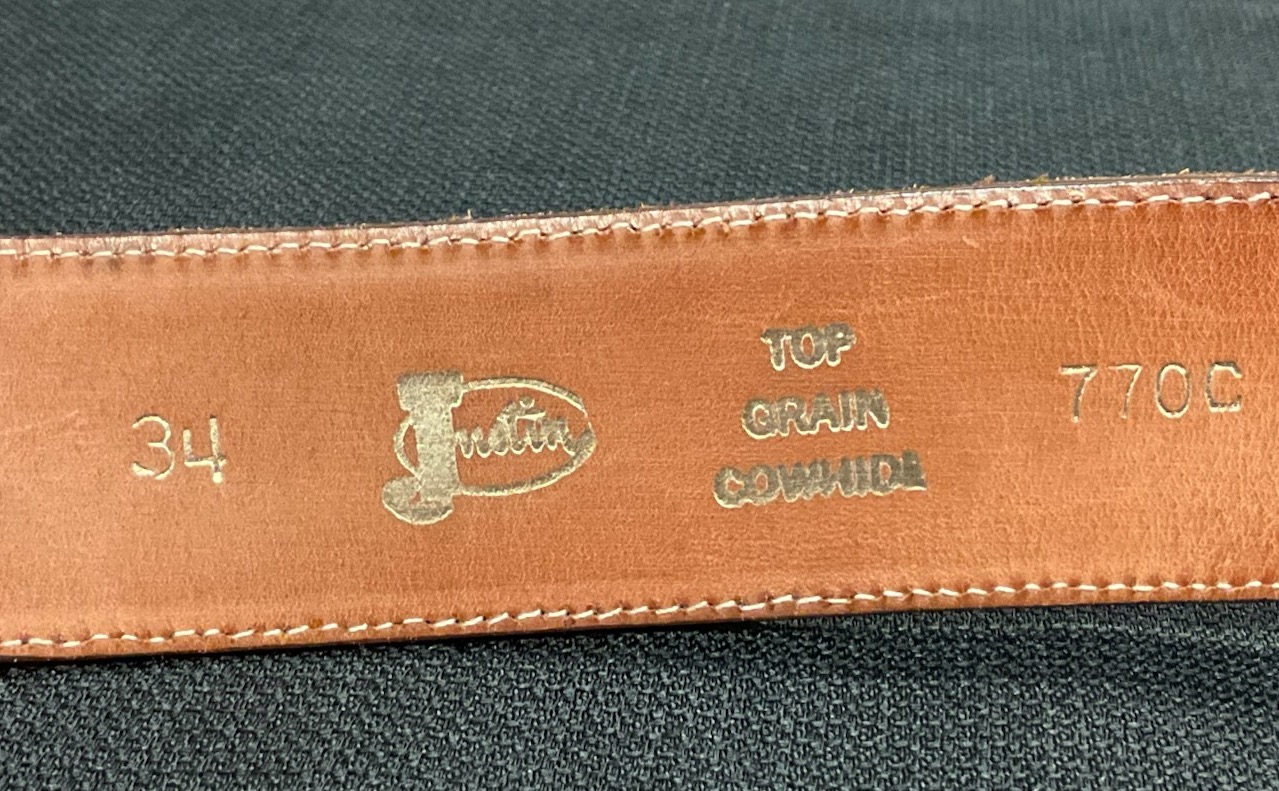 34
Justin
TOP
GRAIN
COWHIDE
770C